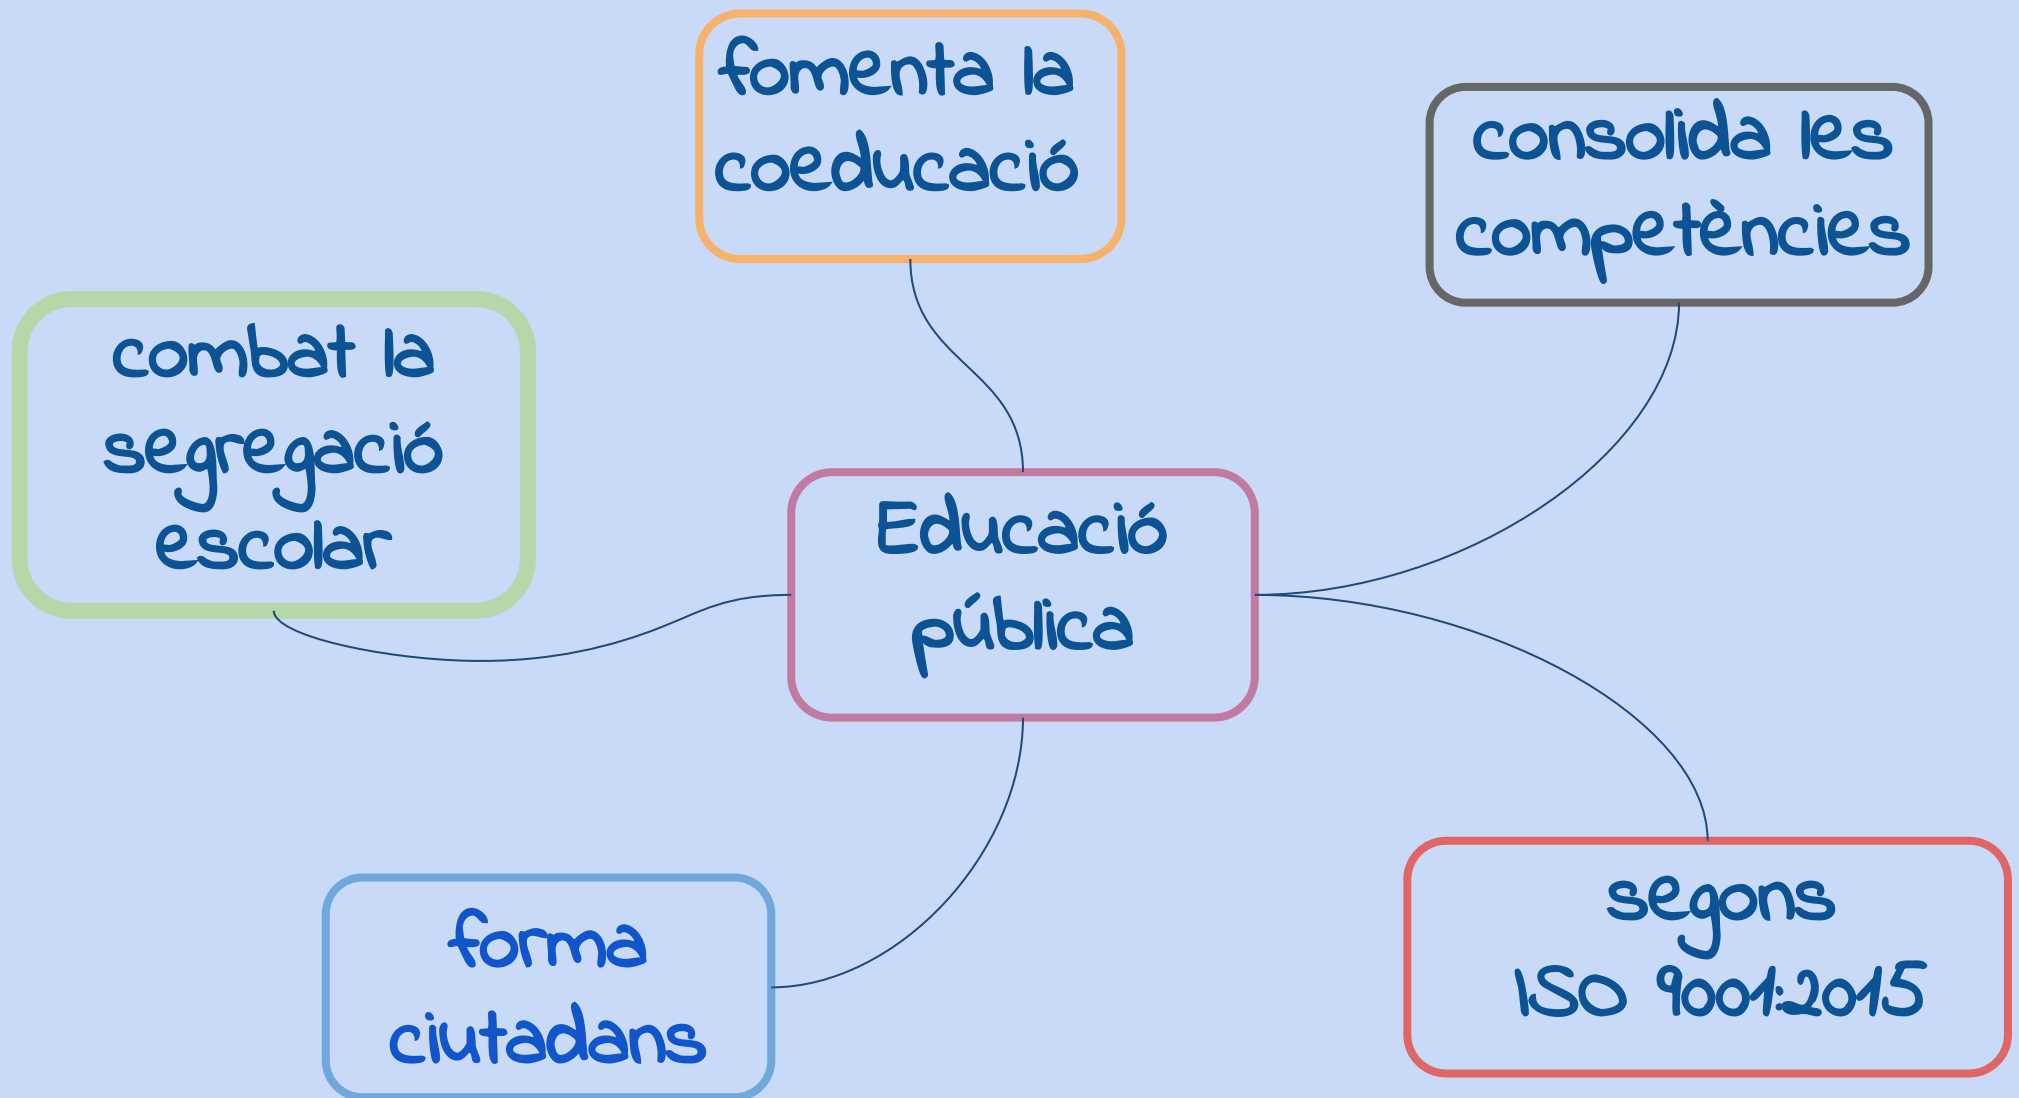 fomenta la
coeducació
consolida les
competències
combat la
segregació
escolar
Educació
pública
forma
ciutadans
segons
ISO 9001:2015